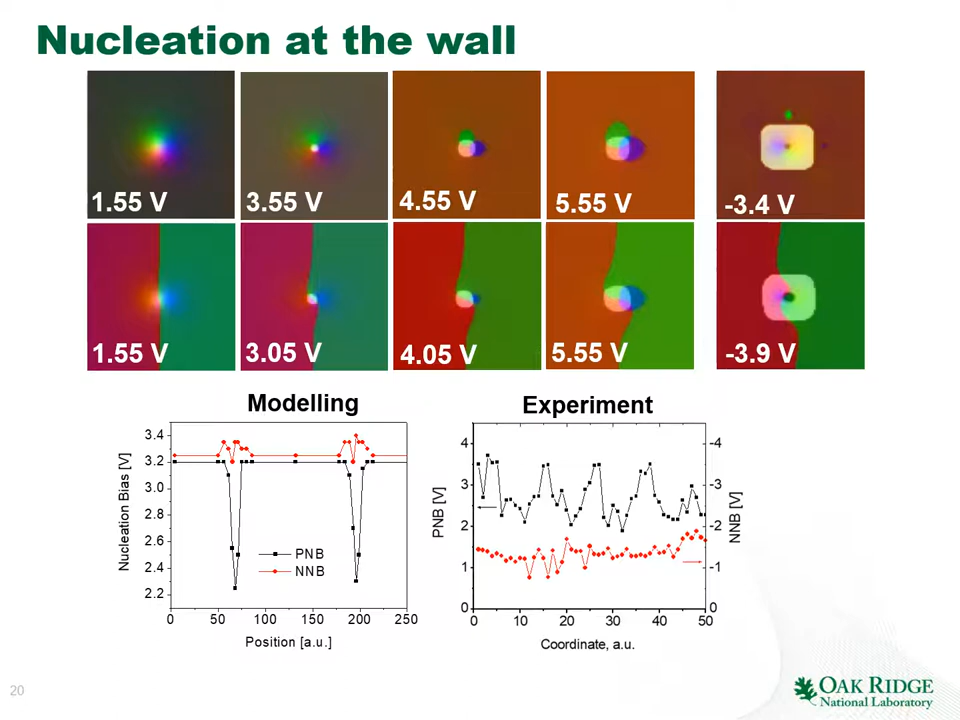 Nucleation at the wall
1.55 V
3.55 V
4.55 V
5.55 V
-3.4 V
1.55 V
3.05 V
4.05 V
5.55 V
-3.9 V
Modelling
3.4
3.2
3.0
2.8
2.6
2.4
2.2
Nucleation Bias [V]
PNB
NNB
0 50 100 150 200 250
Position [a.u.]
Experiment
4
3
2
1
0
PNB [V]
-4
-3
-2
-1
0
NNB [V]
0 10 20 30 40 50
Coordinate, a.u.
20
OAK RIDGE
National Laboratory